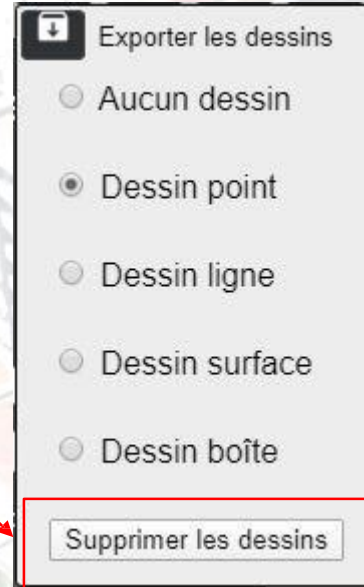 Exporter les dessins
Aucun dessin
Dessin point
Dessin ligne
Dessin surface
Dessin boîte
Supprimer les dessins